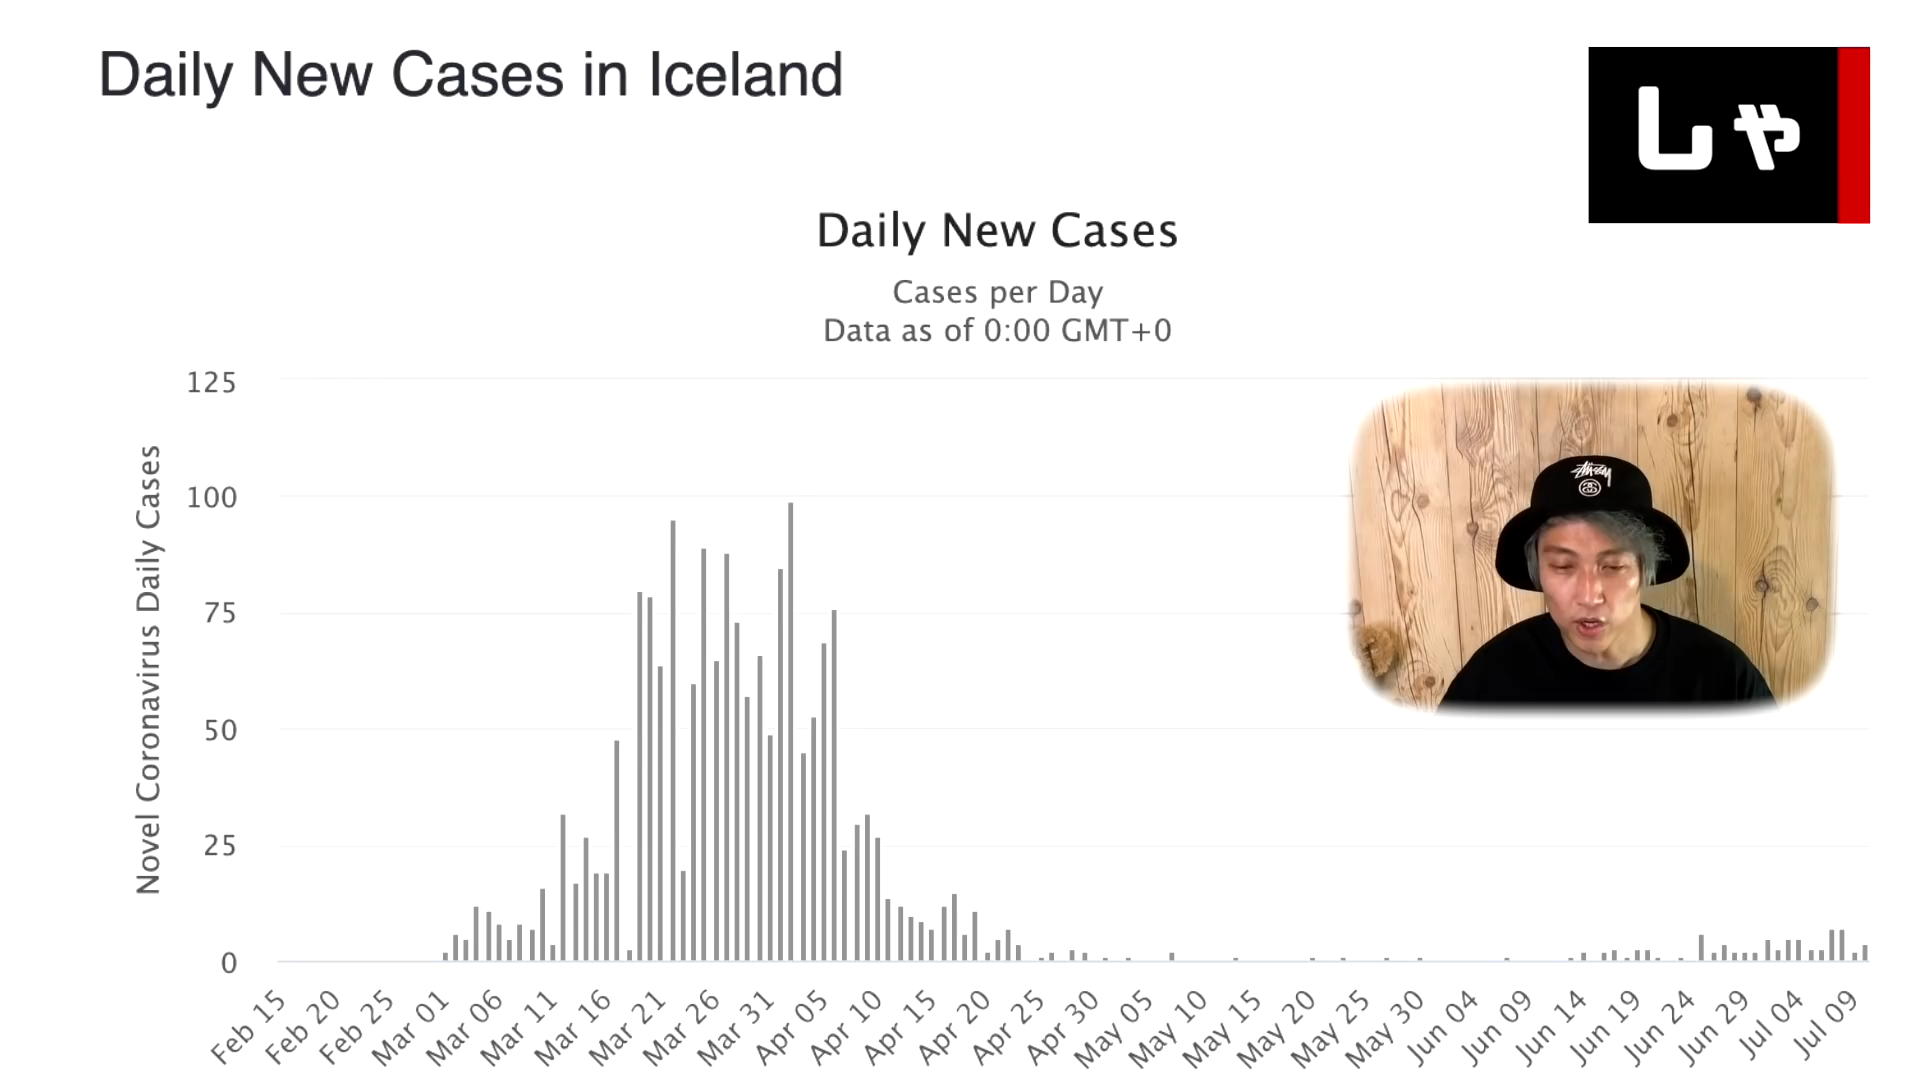 Daily New Cases in Iceland
しゃ
Daily New Cases
Cases per Day
Data as of 0:00 GMT+0
Novel Coronavirus Daily Cases
125
100
75
50
25
0
Feb 15
Feb 20
Feb 25
Mar 01
Mar 06
Mar 11
Mar 16
Mar 21
Mar 26
Mar 31
Apr 05
Apr 10
Apr 15
Apr 20
Apr 25
Apr 30
May 05
May 10
May 15
May 20
May 25
May 30
Jun 04
Jun 09
Jun 14
Jun 19
Jun 24
Jun 29
Jul 04
Jul 09
Stüssy